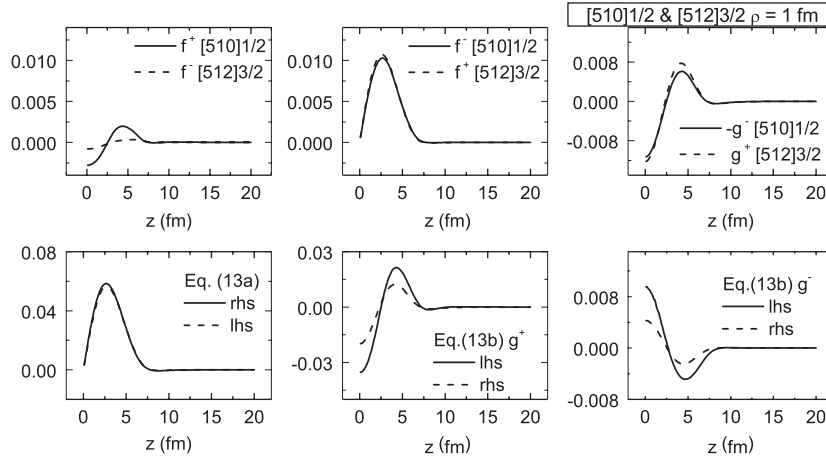 [510]1/2 & [512]3/2 ρ = 1 fm
0.010
0.005
0.000
f⁺ [510]1/2
f⁻ [512]3/2
0 5 10 15 20
z (fm)
0.010
0.005
0.000
f⁻ [510]1/2
f⁺ [512]3/2
0 5 10 15 20
z (fm)
0.008
0.000
-0.008
-g⁻ [510]1/2
g⁺ [512]3/2
0 5 10 15 20
z (fm)
0.08
0.04
0.00
Eq. (13a)
rhs
lhs
0 5 10 15 20
z (fm)
0.03
0.00
-0.03
Eq.(13b) g⁺
lhs
rhs
0 5 10 15 20
z (fm)
0.008
0.000
-0.008
Eq.(13b) g⁻
lhs
rhs
0 5 10 15 20
z (fm)